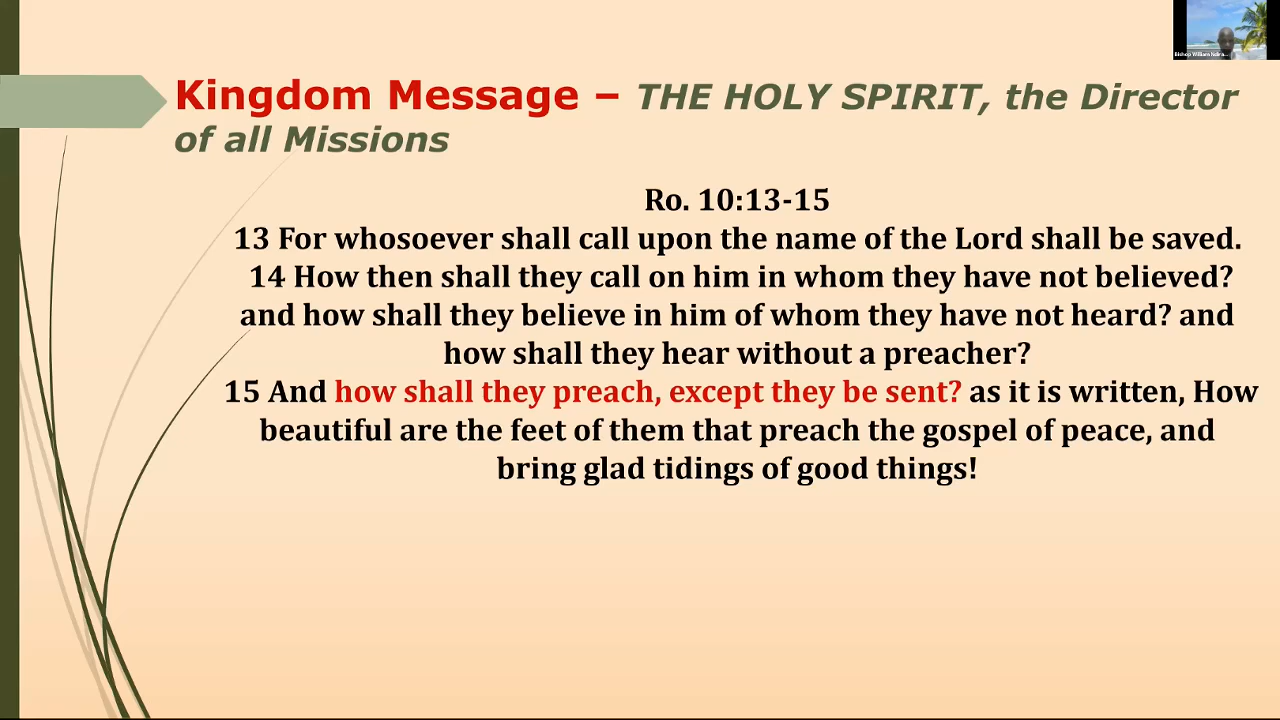 Bishop William
Kingdom Message – THE HOLY SPIRIT, the Director
of all Missions
Ro. 10:13-15
13 For whosoever shall call upon the name of the Lord shall be saved.
14 How then shall they call on him in whom they have not believed?
and how shall they believe in him of whom they have not heard? and
how shall they hear without a preacher?
15 And how shall they preach, except they be sent? as it is written, How
beautiful are the feet of them that preach the gospel of peace, and
bring glad tidings of good things!